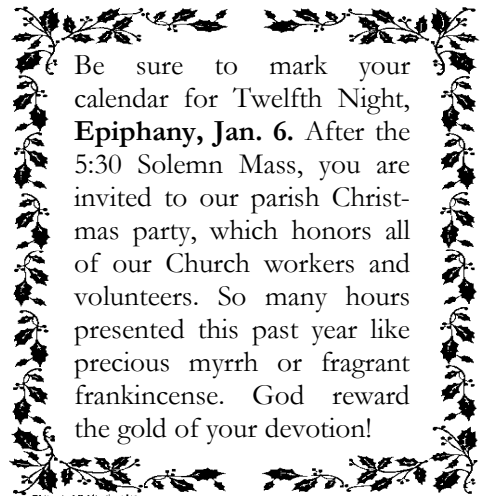 Be sure to mark your
calendar for Twelfth Night,
Epiphany, Jan. 6. After the
5:30 Solemn Mass, you are
invited to our parish Christ-
mas party, which honors all
of our Church workers and
volunteers. So many hours
presented this past year like
precious myrrh or fragrant
frankincense. God reward
the gold of your devotion!